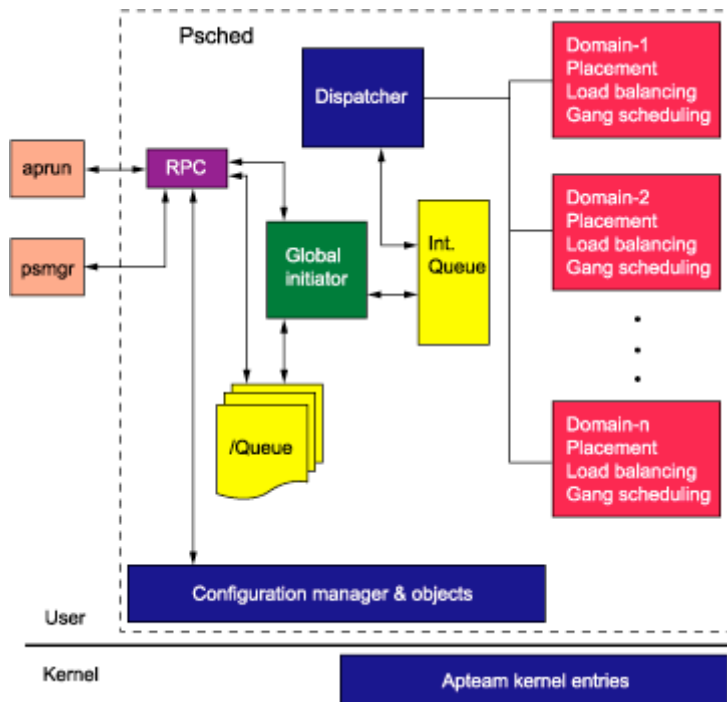 Psched
Dispatcher
Domain-1
Placement
Load balancing
Gang scheduling
aprun
RPC
psmgr
Global
initiator
Int.
Queue
Domain-2
Placement
Load balancing
Gang scheduling
/Queue
Domain-n
Placement
Load balancing
Gang scheduling
Configuration manager & objects
User
Kernel
Apteam kernel entries